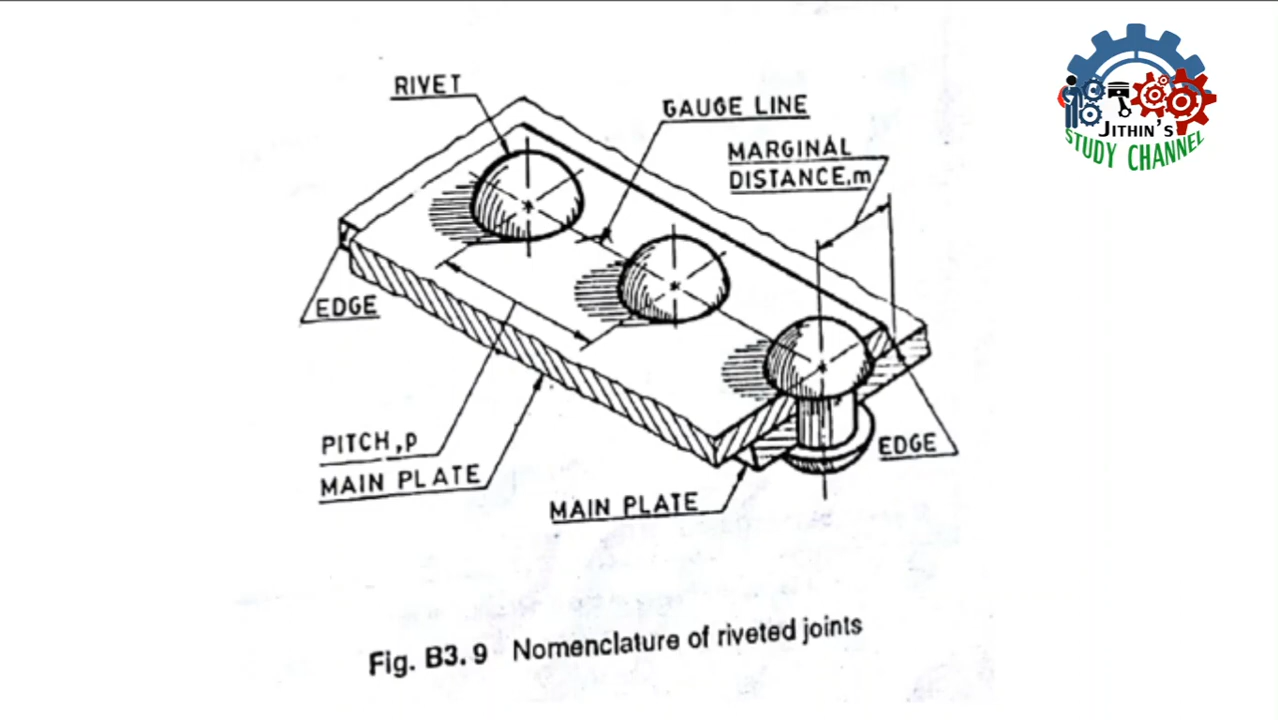 RIVET
GAUGE LINE
MARGINAL
DISTANCE,m
JITHIN'S
STUDY CHANNEL
EDGE
PITCH,p
MAIN PLATE
EDGE
MAIN PLATE
Fig. B3.9 Nomenclature of riveted joints